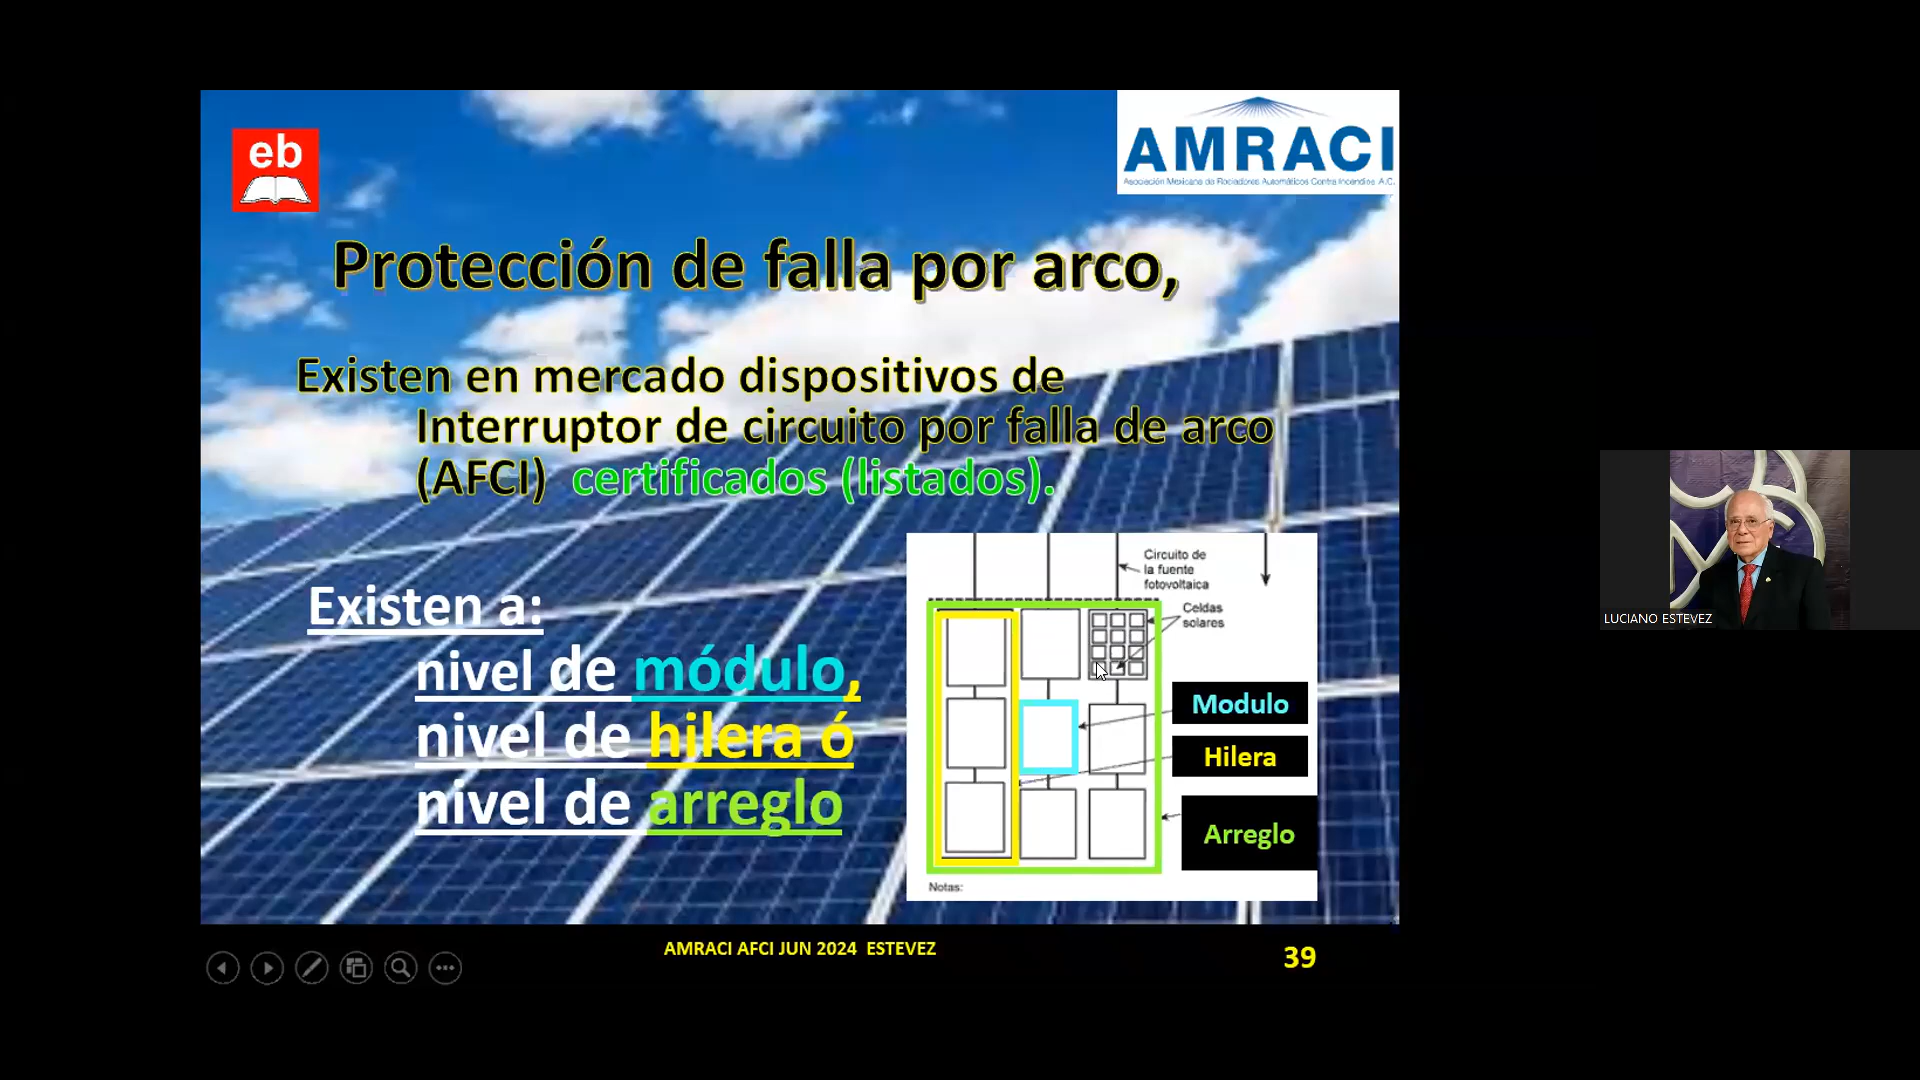 eb
AMRACI
Asociación Mexicana de Rociadores Automáticos Contra Incendios A.C.
Protección de falla por arco,
Existen en mercado dispositivos de
Interruptor de circuito por falla de arco
(AFCI) certificados (listados).
Existen a:
nivel de módulo,
nivel de hilera ó
nivel de arreglo
Circuito de
la fuente
fotovoltaica
Celdas
solares
Modulo
Hilera
Arreglo
Notas:
AMRACI AFCI JUN 2024 ESTEVEZ
39
LUCIANO ESTEVEZ